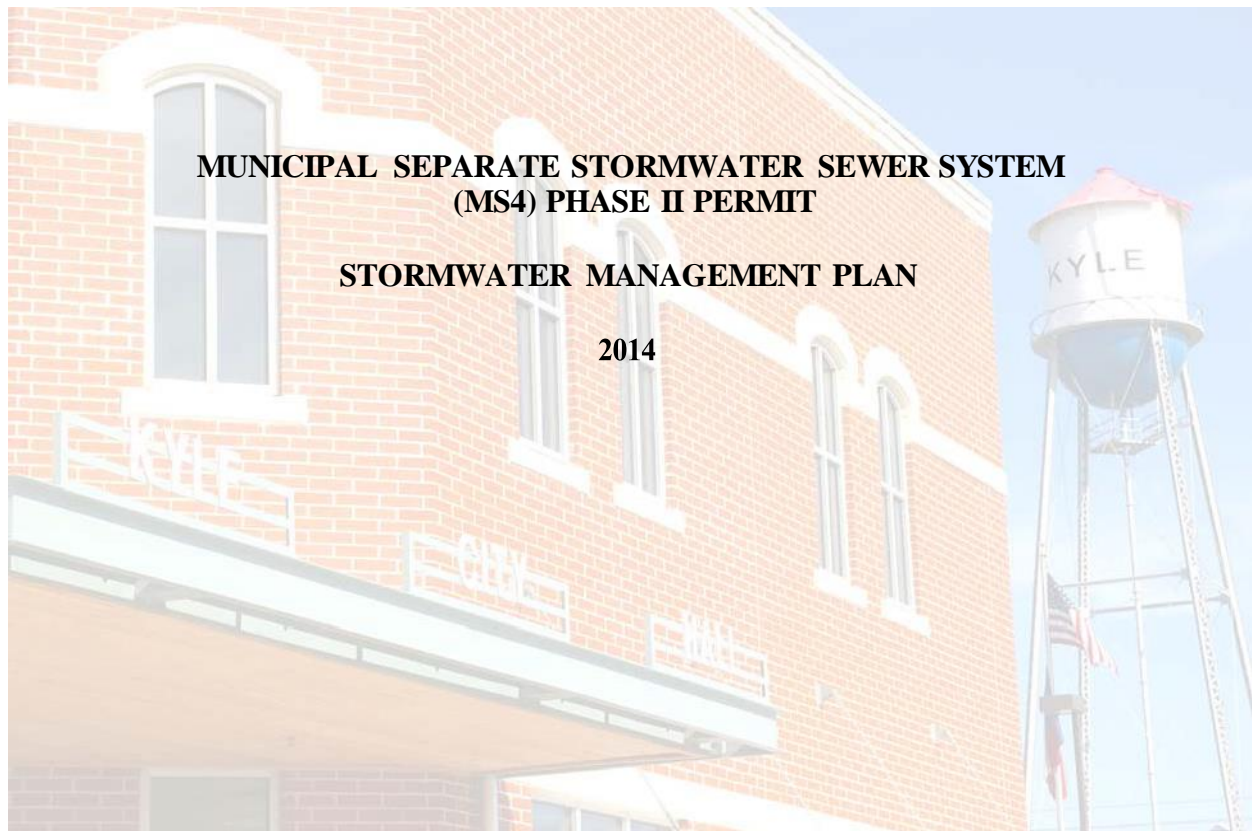 MUNICIPAL SEPARATE STORMWATER SEWER SYSTEM
(MS4) PHASE II PERMIT
STORMWATER MANAGEMENT PLAN
2014
KYLE
KYLE
CITY
HALL